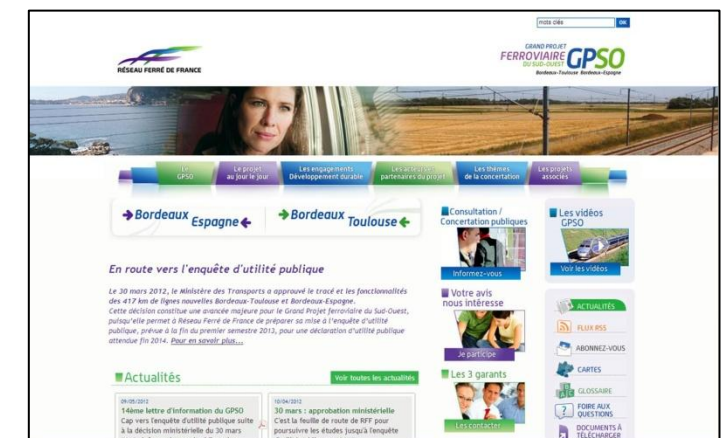 mots clés
OK
RÉSEAU FERRÉ DE FRANCE
GRAND PROJET
FERROVIAIRE
DU SUD-OUEST
GPSO
Bordeaux-Toulouse Bordeaux-Espagne
Le
GPSO
Le projet
au jour le jour
Les engagements
Développement durable
Les acteurs et
partenaires du projet
Les thèmes
de la concertation
Les projets
associés
Bordeaux
Espagne
Bordeaux
Toulouse
En route vers l'enquête d'utilité publique
Le 30 mars 2012, le Ministère des Transports a approuvé le tracé et les fonctionnalités
des 417 km de lignes nouvelles Bordeaux-Toulouse et Bordeaux-Espagne.
Cette décision constitue une avancée majeure pour le Grand Projet ferroviaire du Sud-Ouest,
puisqu'elle permet à Réseau Ferré de France de préparer sa mise à l'enquête d'utilité
publique, prévue à la fin du premier semestre 2013, pour une déclaration d'utilité publique
attendue fin 2014. Pour en savoir plus...
Actualités
Voir toutes les actualités
09/05/2012
14ème lettre d'information du GPSO
Cap vers l'enquête d'utilité publique suite
à la décision ministérielle du 30 mars
10/04/2012
30 mars : approbation ministérielle
C'est la feuille de route de RFF pour
poursuivre les études jusqu'à l'enquête
Consultation /
Concertation publiques
Informez-vous
Votre avis
nous intéresse
Je participe
Les 3 garants
Les contacter
Les vidéos
GPSO
Voir les vidéos
ACTUALITÉS
FLUX RSS
ABONNEZ-VOUS
CARTES
GLOSSAIRE
FOIRE AUX
QUESTIONS
DOCUMENTS À
TÉLÉCHARGER